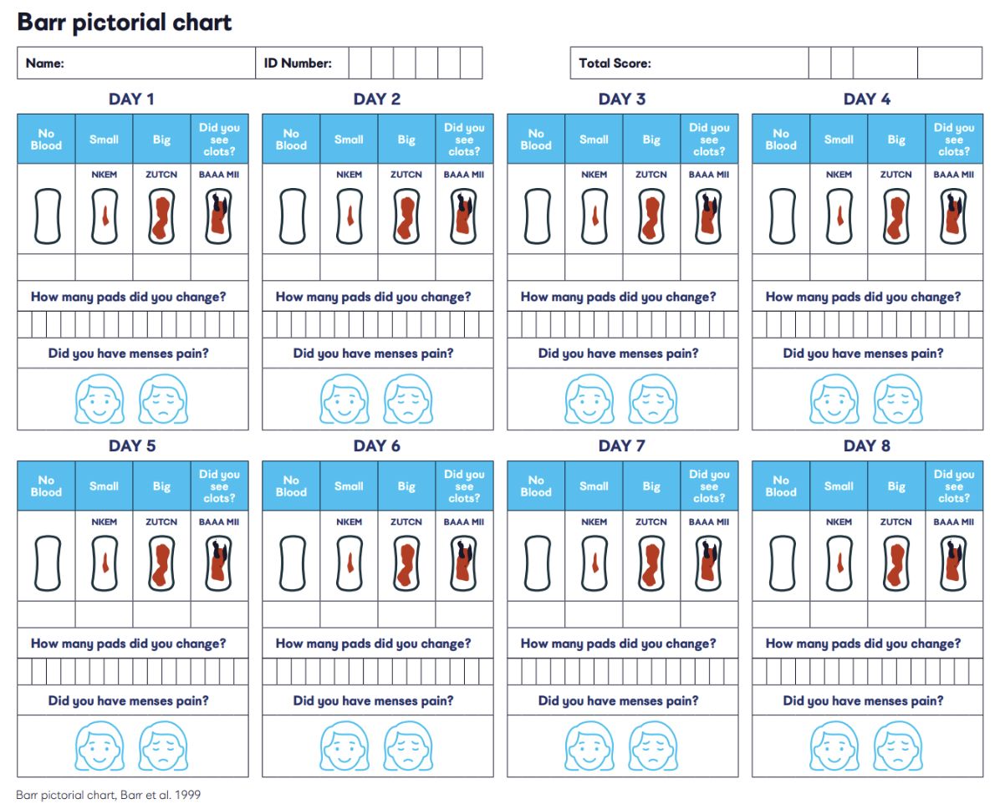 Barr pictorial chart
Name: ID Number: Total Score:
DAY 1 DAY 2 DAY 3 DAY 4
No Blood Small Big Did you see clots? No Blood Small Big Did you see clots? No Blood Small Big Did you see clots? No Blood Small Big Did you see clots?
NKEM ZUTCN BAAA MII NKEM ZUTCN BAAA MII NKEM ZUTCN BAAA MII NKEM ZUTCN BAAA MII
How many pads did you change? How many pads did you change? How many pads did you change? How many pads did you change?
Did you have menses pain? Did you have menses pain? Did you have menses pain? Did you have menses pain?
DAY 5 DAY 6 DAY 7 DAY 8
No Blood Small Big Did you see clots? No Blood Small Big Did you see clots? No Blood Small Big Did you see clots? No Blood Small Big Did you see clots?
NKEM ZUTCN BAAA MII NKEM ZUTCN BAAA MII NKEM ZUTCN BAAA MII NKEM ZUTCN BAAA MII
How many pads did you change? How many pads did you change? How many pads did you change? How many pads did you change?
Did you have menses pain? Did you have menses pain? Did you have menses pain? Did you have menses pain?
Barr pictorial chart, Barr et al. 1999